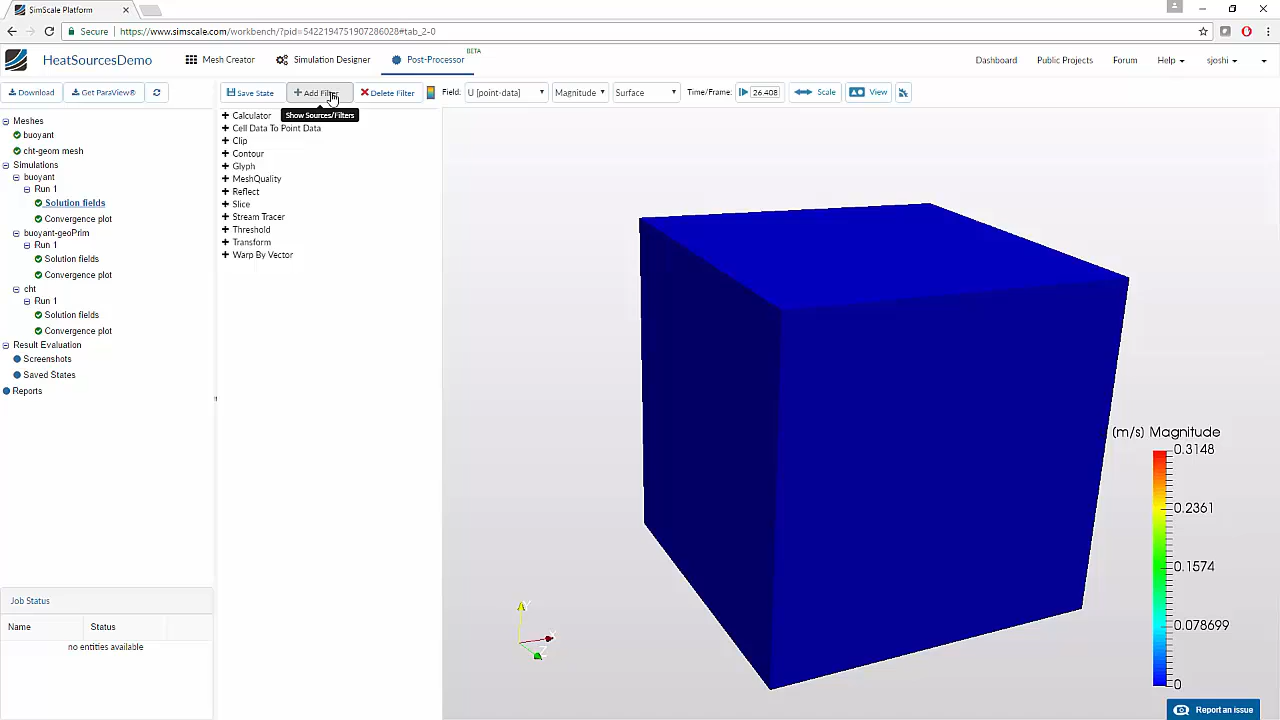 SimScale Platform
Secure https://www.simscale.com/workbench/?pid=5422194751907286028#tab_2-0
HeatSourcesDemo Mesh Creator Simulation Designer Post-Processor BETA Dashboard Public Projects Forum Help sjoshi
Download Get ParaView® Save State Add Filter Delete Filter Field: U [point-data] Magnitude Surface Time/Frame: 26.408 Scale View
Show Sources/Filters
Meshes
buoyant
cht-geom mesh
Simulations
buoyant
Run 1
Solution fields
Convergence plot
buoyant-geoPrim
Run 1
Solution fields
Convergence plot
cht
Run 1
Solution fields
Convergence plot
Result Evaluation
Screenshots
Saved States
Reports
Calculator
Cell Data To Point Data
Clip
Contour
Glyph
MeshQuality
Reflect
Slice
Stream Tracer
Threshold
Transform
Warp By Vector
(m/s) Magnitude
0.3148
0.2361
0.1574
0.078699
0
Y
X
Z
Job Status
Name Status
no entities available
Report an issue